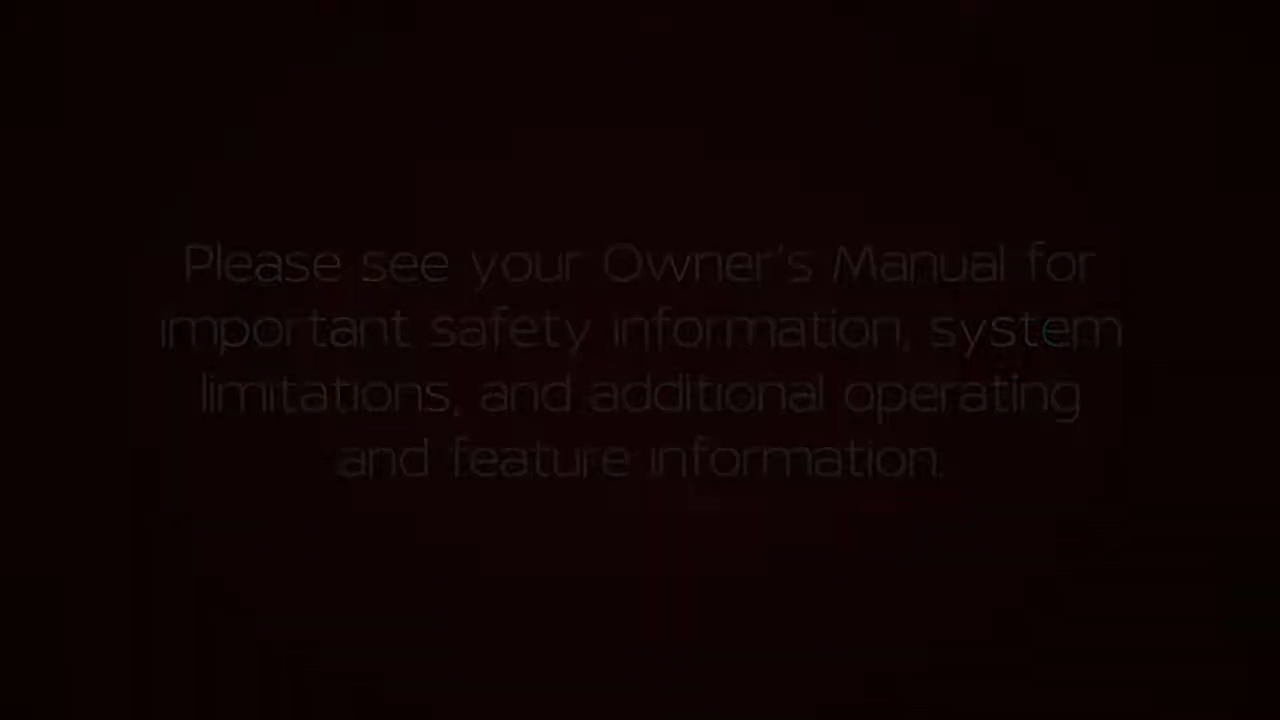 Please see your Owner's Manual for
important safety information, system
limitations, and additional operating
and feature information.